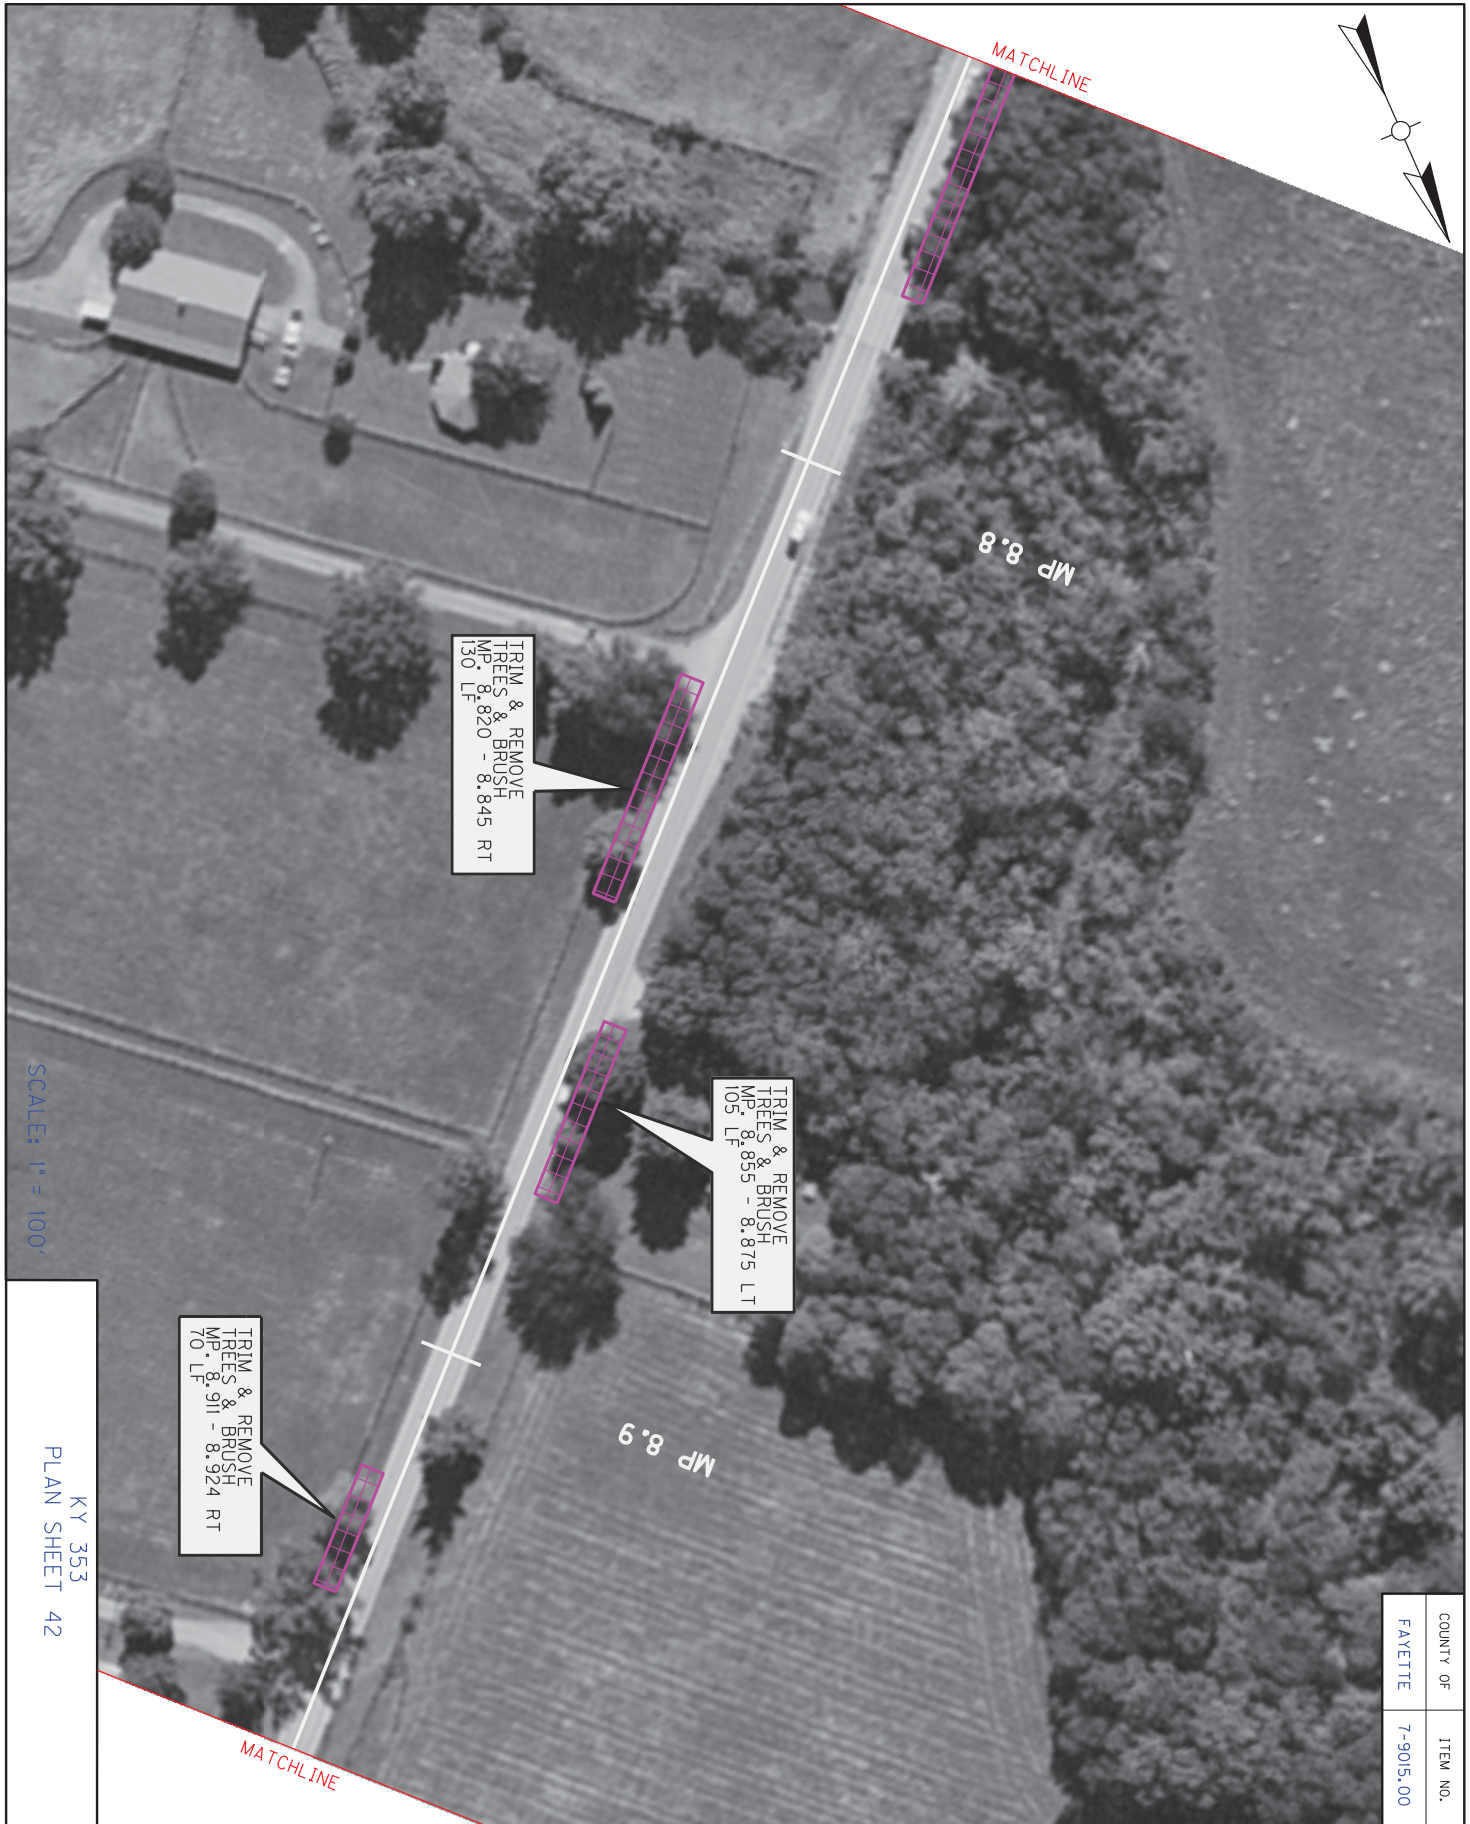 COUNTY OF
ITEM NO.
FAYETTE
7-9015.00
MATCHLINE
MP 8.8
TRIM & REMOVE
TREES & BRUSH
MP. 8.820 - 8.845 RT
130 LF
TRIM & REMOVE
TREES & BRUSH
MP. 8.855 - 8.875 LT
105 LF
MP 8.9
TRIM & REMOVE
TREES & BRUSH
MP. 8.911 - 8.924 RT
70 LF
MATCHLINE
SCALE: 1" = 100'
KY 353
PLAN SHEET 42